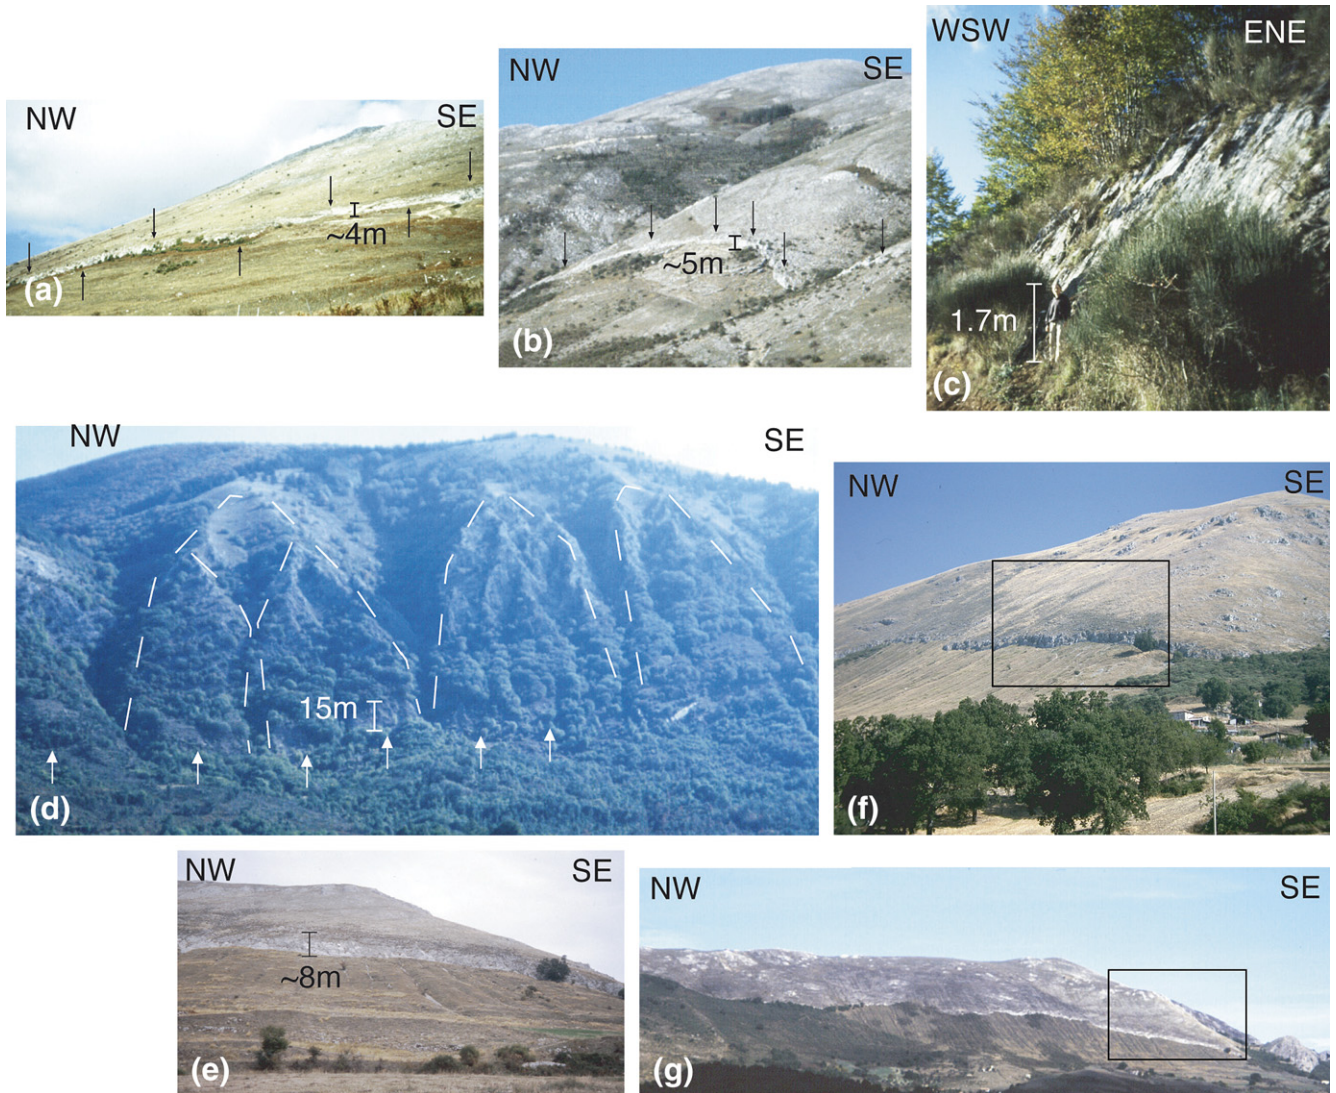 NW
SE
~4m
(a)
NW
SE
~5m
(b)
WSW
ENE
1.7m
(c)
NW
SE
15m
(d)
NW
SE
(f)
NW
SE
~8m
(e)
NW
SE
(g)